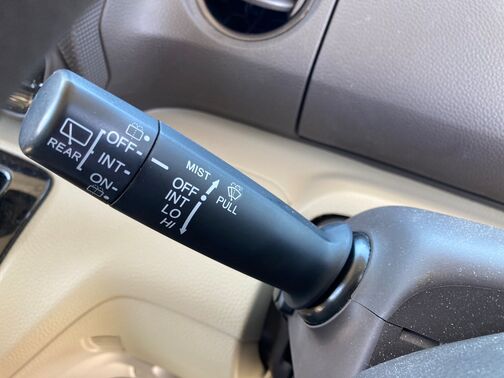 REAR
OFF
INT
ON
MIST
OFF
INT
LO
HI
PULL